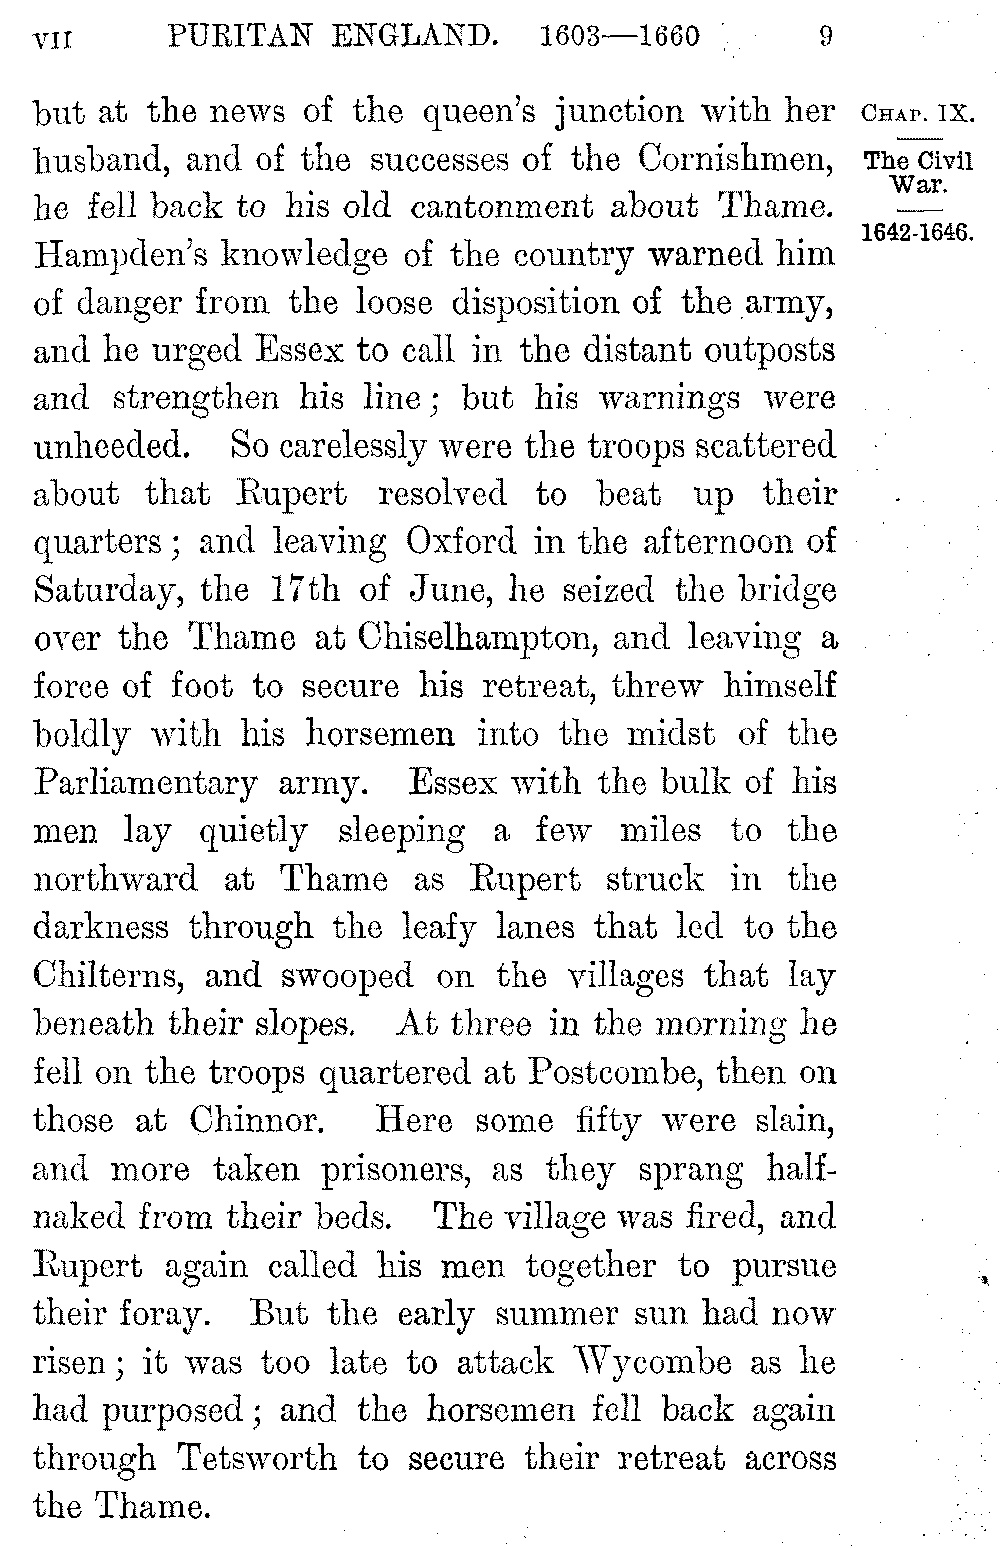 VII PURITAN ENGLAND. 1603—1660 9
but at the news of the queen's junction with her
husband, and of the successes of the Cornishmen,
he fell back to his old cantonment about Thame.
Hampden's knowledge of the country warned him
of danger from the loose disposition of the army,
and he urged Essex to call in the distant outposts
and strengthen his line; but his warnings were
unheeded. So carelessly were the troops scattered
about that Rupert resolved to beat up their
quarters; and leaving Oxford in the afternoon of
Saturday, the 17th of June, he seized the bridge
over the Thame at Chiselhampton, and leaving a
force of foot to secure his retreat, threw himself
boldly with his horsemen into the midst of the
Parliamentary army. Essex with the bulk of his
men lay quietly sleeping a few miles to the
northward at Thame as Rupert struck in the
darkness through the leafy lanes that led to the
Chilterns, and swooped on the villages that lay
beneath their slopes. At three in the morning he
fell on the troops quartered at Postcombe, then on
those at Chinnor. Here some fifty were slain,
and more taken prisoners, as they sprang half-
naked from their beds. The village was fired, and
Rupert again called his men together to pursue
their foray. But the early summer sun had now
risen; it was too late to attack Wycombe as he
had purposed; and the horsemen fell back again
through Tetsworth to secure their retreat across
the Thame.
CHAP. IX.
The Civil
War.
1642-1646.